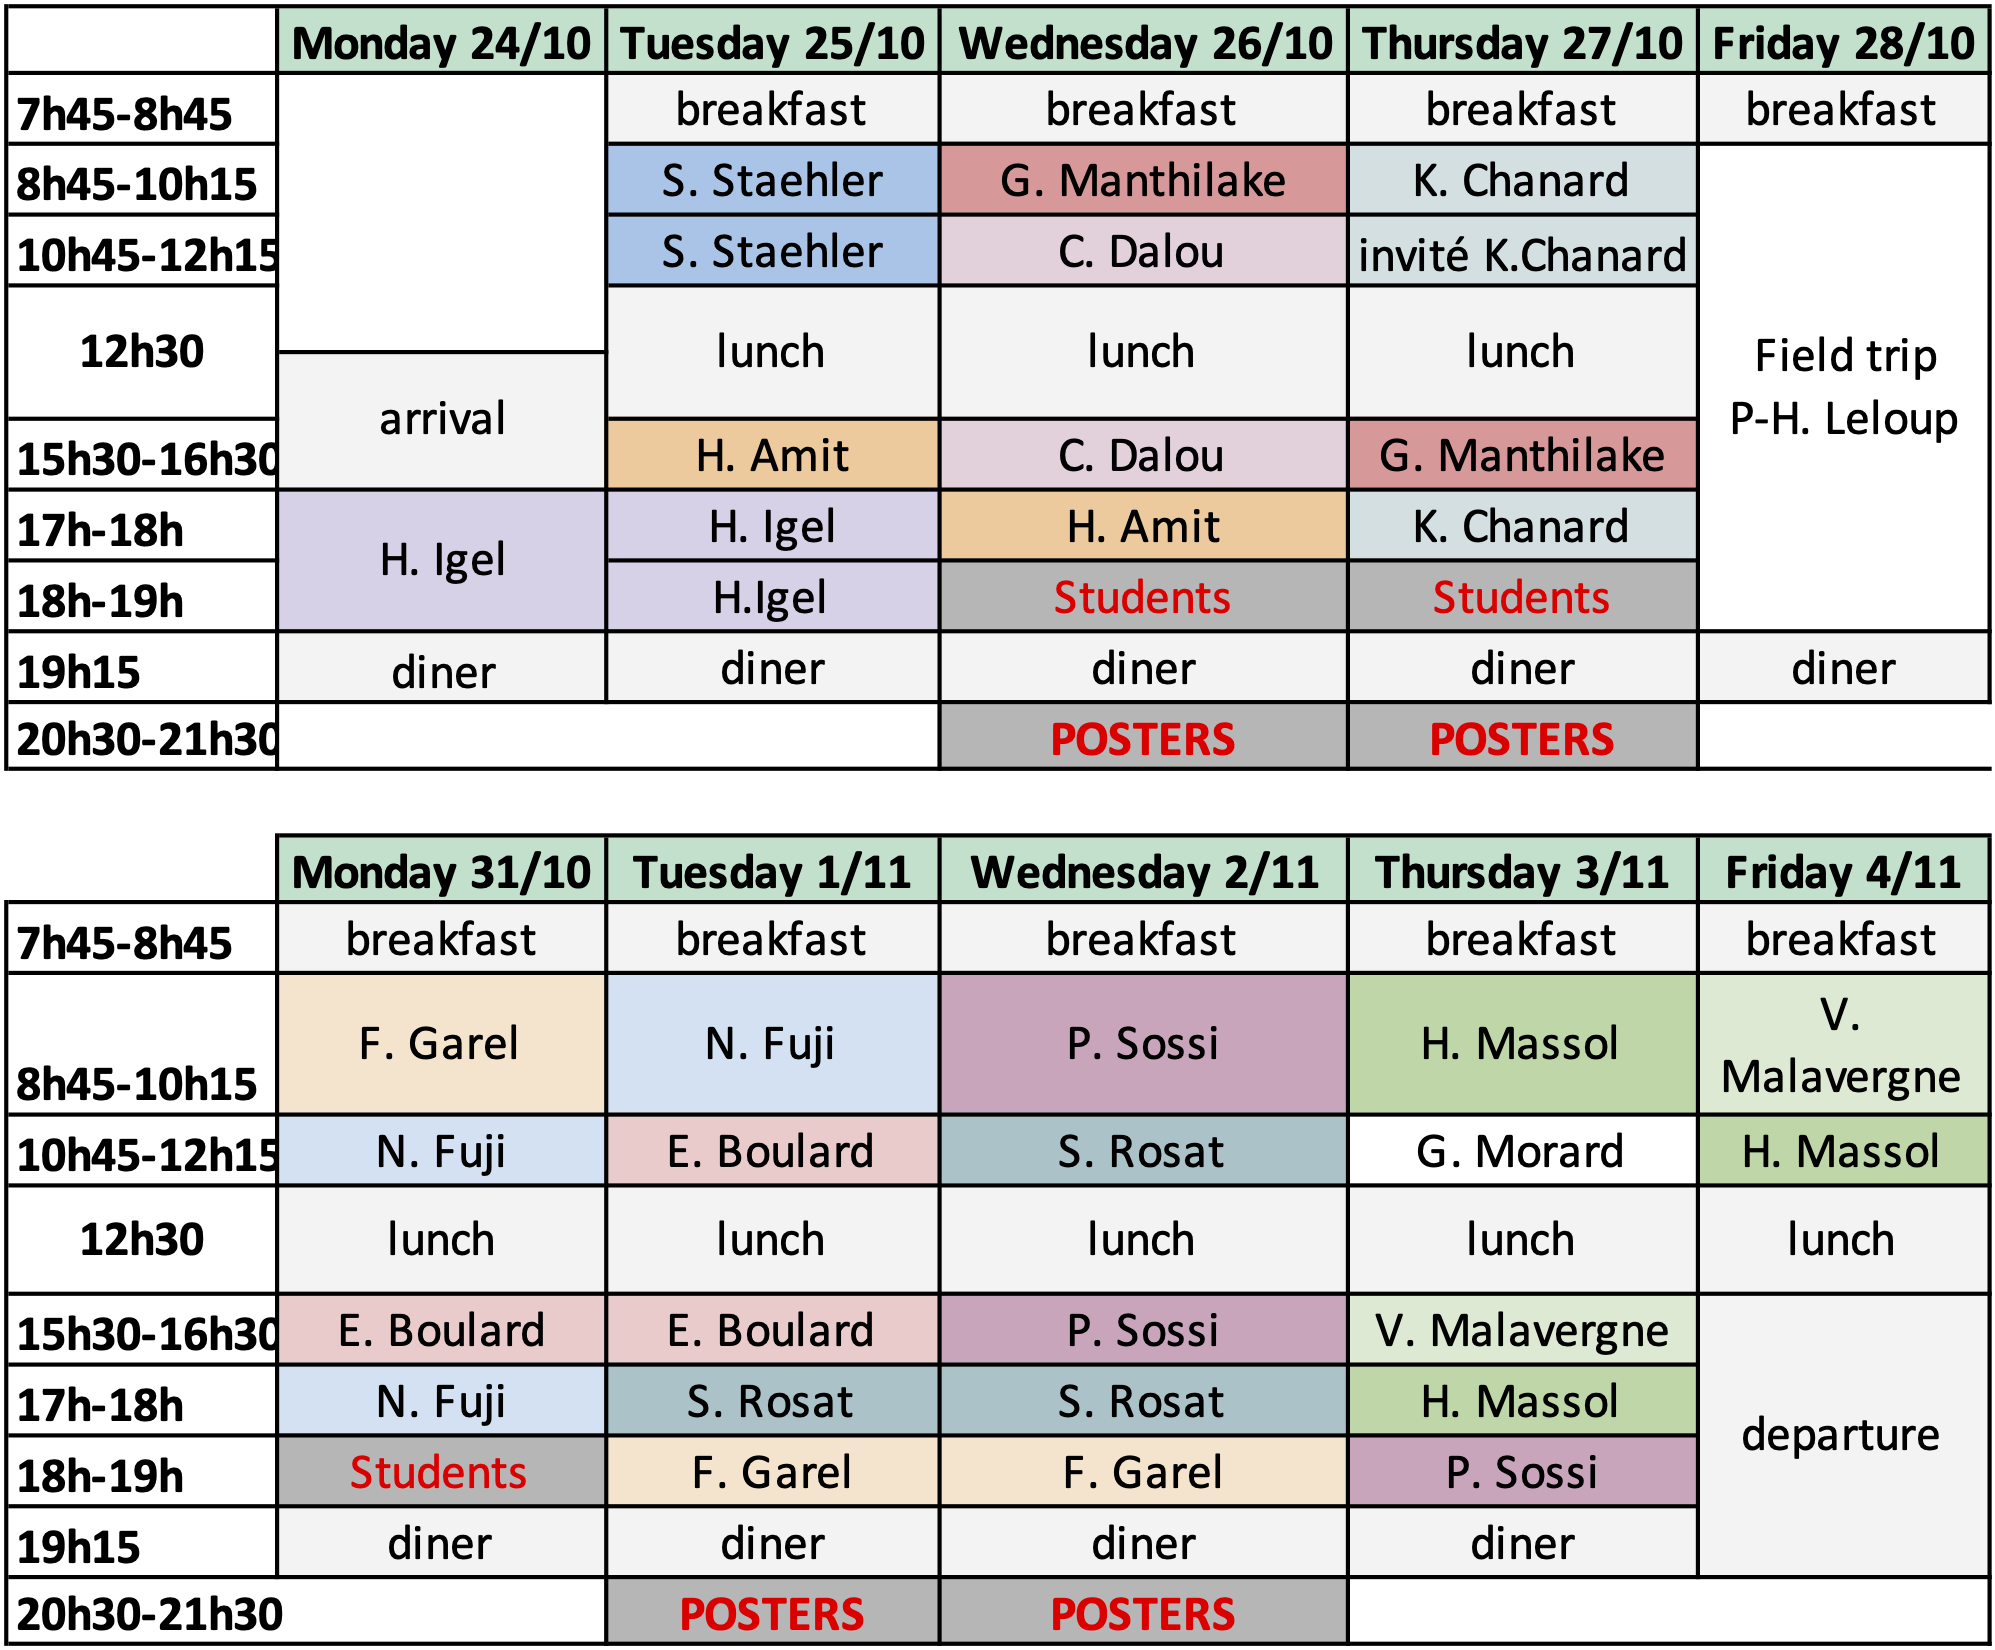 Monday 24/10 Tuesday 25/10 Wednesday 26/10 Thursday 27/10 Friday 28/10
7h45-8h45 breakfast breakfast breakfast breakfast
8h45-10h15 S. Staehler G. Manthilake K. Chanard
10h45-12h15 S. Staehler C. Dalou invité K.Chanard
12h30 lunch lunch lunch
Field trip
P-H. Leloup
arrival
15h30-16h30 H. Amit C. Dalou G. Manthilake
17h-18h H. Igel H. Amit K. Chanard
H. Igel
18h-19h H.Igel Students Students
19h15 diner diner diner diner diner
20h30-21h30 POSTERS POSTERS
Monday 31/10 Tuesday 1/11 Wednesday 2/11 Thursday 3/11 Friday 4/11
7h45-8h45 breakfast breakfast breakfast breakfast breakfast
8h45-10h15 F. Garel N. Fuji P. Sossi H. Massol V.
Malavergne
10h45-12h15 N. Fuji E. Boulard S. Rosat G. Morard H. Massol
12h30 lunch lunch lunch lunch lunch
15h30-16h30 E. Boulard E. Boulard P. Sossi V. Malavergne
17h-18h N. Fuji S. Rosat S. Rosat H. Massol
departure
18h-19h Students F. Garel F. Garel P. Sossi
19h15 diner diner diner diner
20h30-21h30 POSTERS POSTERS